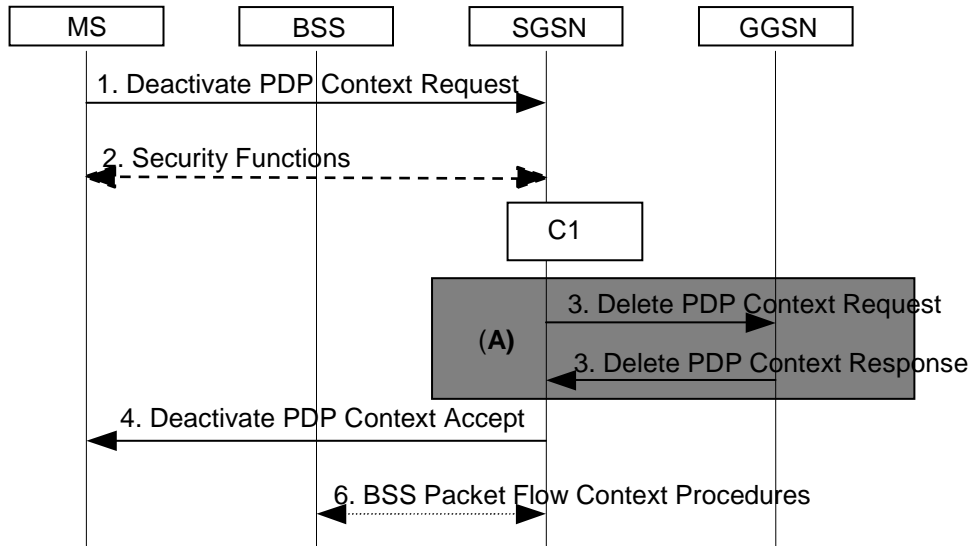 MS BSS SGSN GGSN
1. Deactivate PDP Context Request
2. Security Functions
C1
3. Delete PDP Context Request
(A)
3. Delete PDP Context Response
4. Deactivate PDP Context Accept
6. BSS Packet Flow Context Procedures